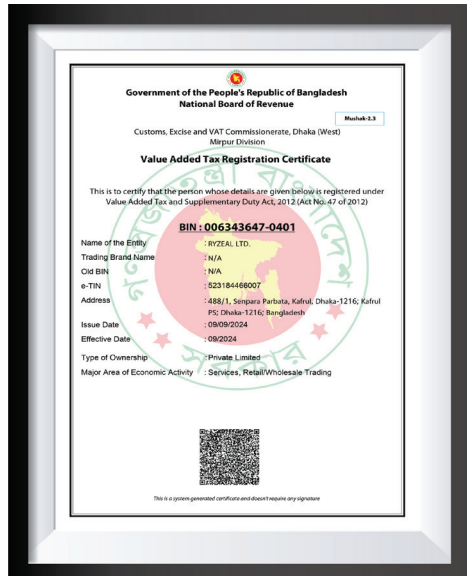 Government of the People's Republic of Bangladesh
National Board of Revenue
Mushak-2.3
Customs, Excise and VAT Commissionerate, Dhaka (West)
Mirpur Division
Value Added Tax Registration Certificate
This is to certify that the person whose details are given below is registered under
Value Added Tax and Supplementary Duty Act, 2012 (Act No. 47 of 2012)
BIN : 006343647-0401
Name of the Entity : RYZEAL LTD.
Trading Brand Name : N/A
Old BIN : N/A
e-TIN : 523184466007
Address : 488/1, Senpara Parbata, Kafrul, Dhaka-1216; Kafrul
PS; Dhaka-1216; Bangladesh
Issue Date : 09/09/2024
Effective Date : 09/2024
Type of Ownership : Private Limited
Major Area of Economic Activity : Services, Retail/Wholesale Trading
This is a system generated certificate and doesn't require any signature
গণপ্রজাতন্ত্রী বাংলাদেশ
সরকার